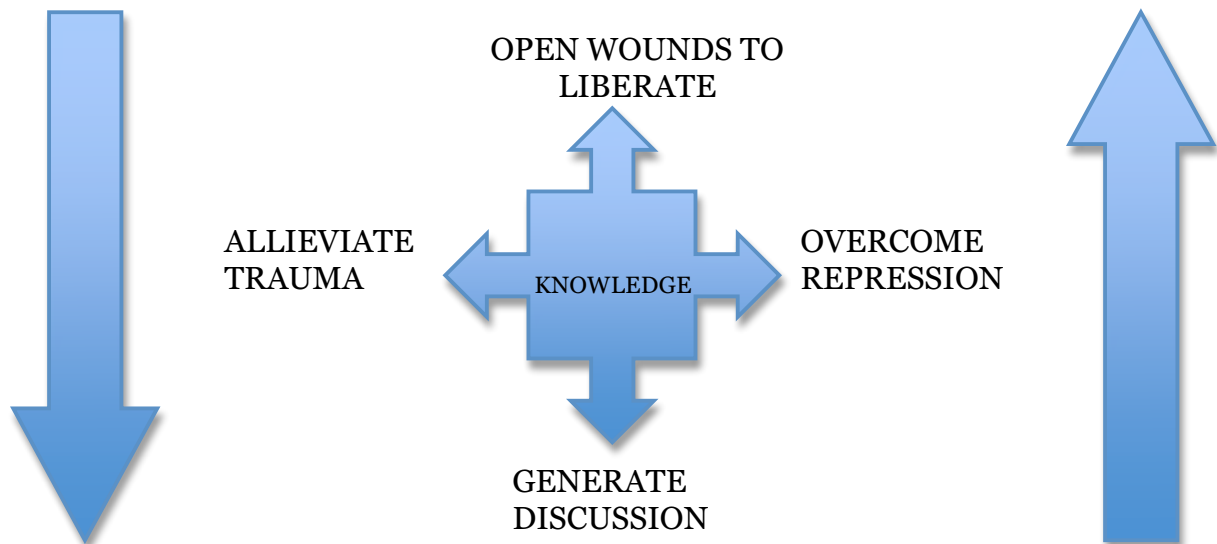 OPEN WOUNDS TO
LIBERATE
ALLIEVIATE
TRAUMA
KNOWLEDGE
OVERCOME
REPRESSION
GENERATE
DISCUSSION